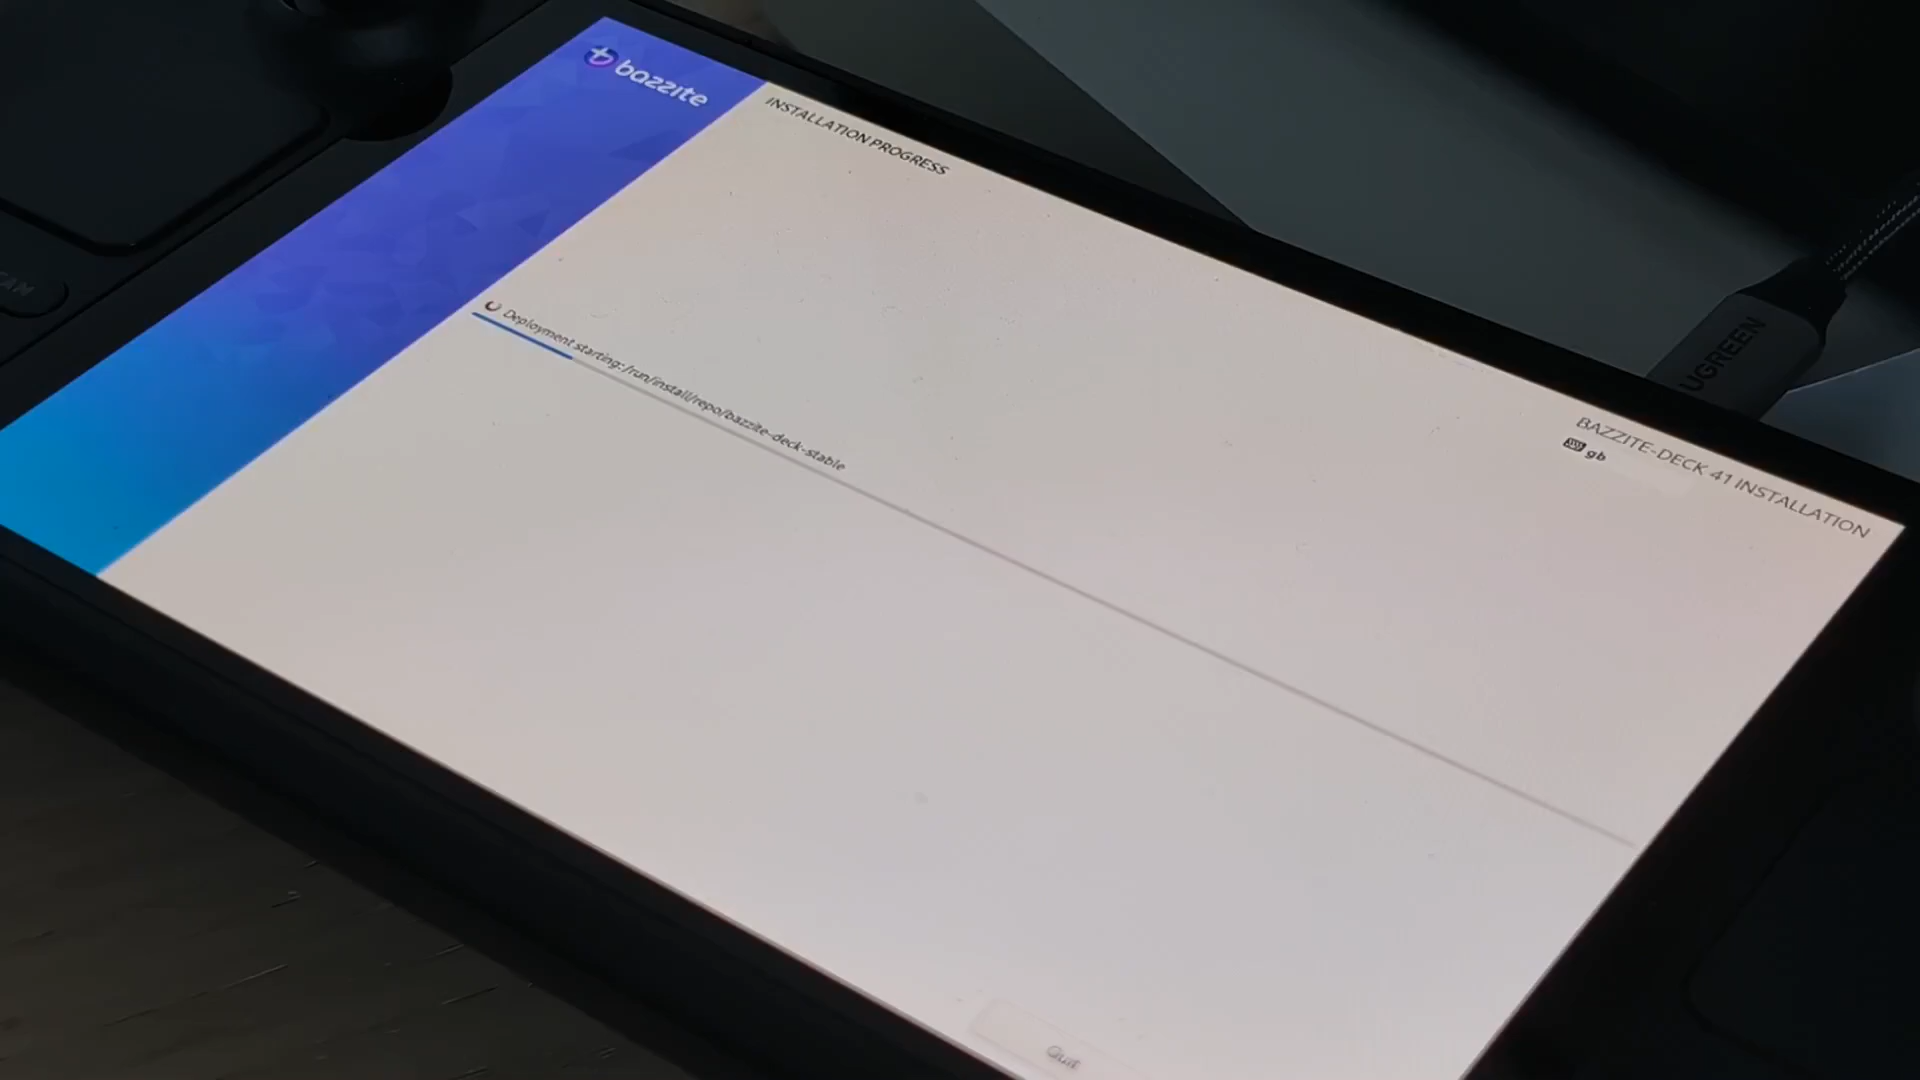 bazzite
INSTALLATION PROGRESS
BAZZITE-DECK 41 INSTALLATION
gb
Deployment starting: /run/install/repo/bazzite-deck-stable
Quit
UGREEN